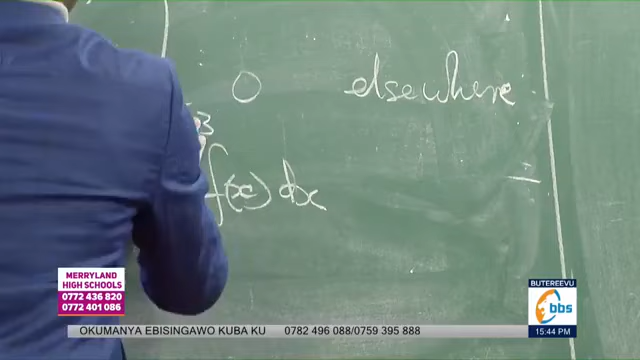 0 elsewhere
3
f(x) dx
MERRYLAND
HIGH SCHOOLS
0772 436 820
0772 401 086
BUTEREEVU
bbs
15:44 PM
OKUMANYA EBISINGAWO KUBA KU 0782 496 088/0759 395 888